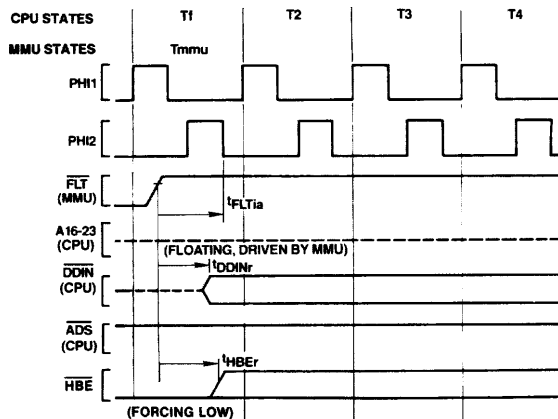 CPU STATES Tf T2 T3 T4
MMU STATES Tmmu
PHI1
PHI2
FLT
(MMU)
tFLTia
A16-23
(CPU)
(FLOATING, DRIVEN BY MMU)
DDIN
(CPU)
tDDINr
ADS
(CPU)
tHBEr
HBE
(FORCING LOW)